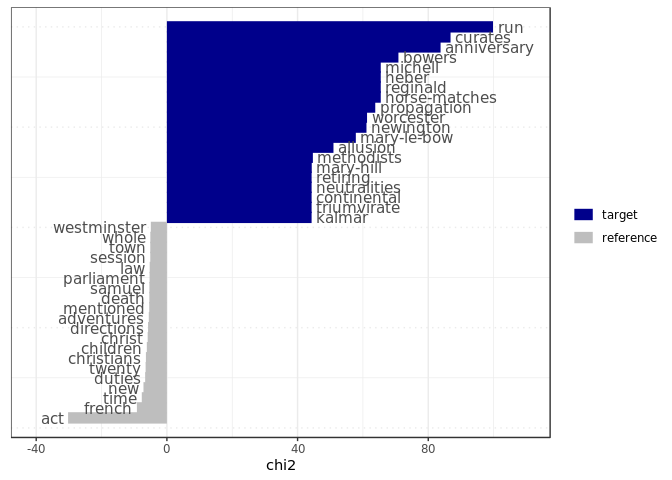 run
curates
anniversary
bowers
michell
heber
reginald
horse-matches
propagation
worcester
newington
mary-le-bow
allusion
methodists
mary-hill
retiring
neutralities
continental
triumvirate
kalmar
westminster
whole
town
session
law
parliament
samuel
death
mentioned
adventures
directions
christ
children
christians
twenty
duties
new
time
french
act
target
reference
-40 0 40 80
chi2